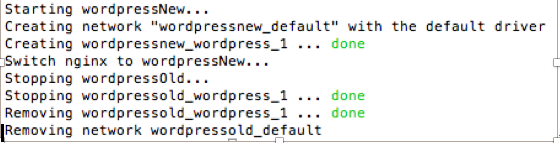 Starting wordpressNew...
Creating network "wordpressnew_default" with the default driver
Creating wordpressnew_wordpress_1 ... done
Switch nginx to wordpressNew...
Stopping wordpressOld...
Stopping wordpressold_wordpress_1 ... done
Removing wordpressold_wordpress_1 ... done
Removing network wordpressold_default